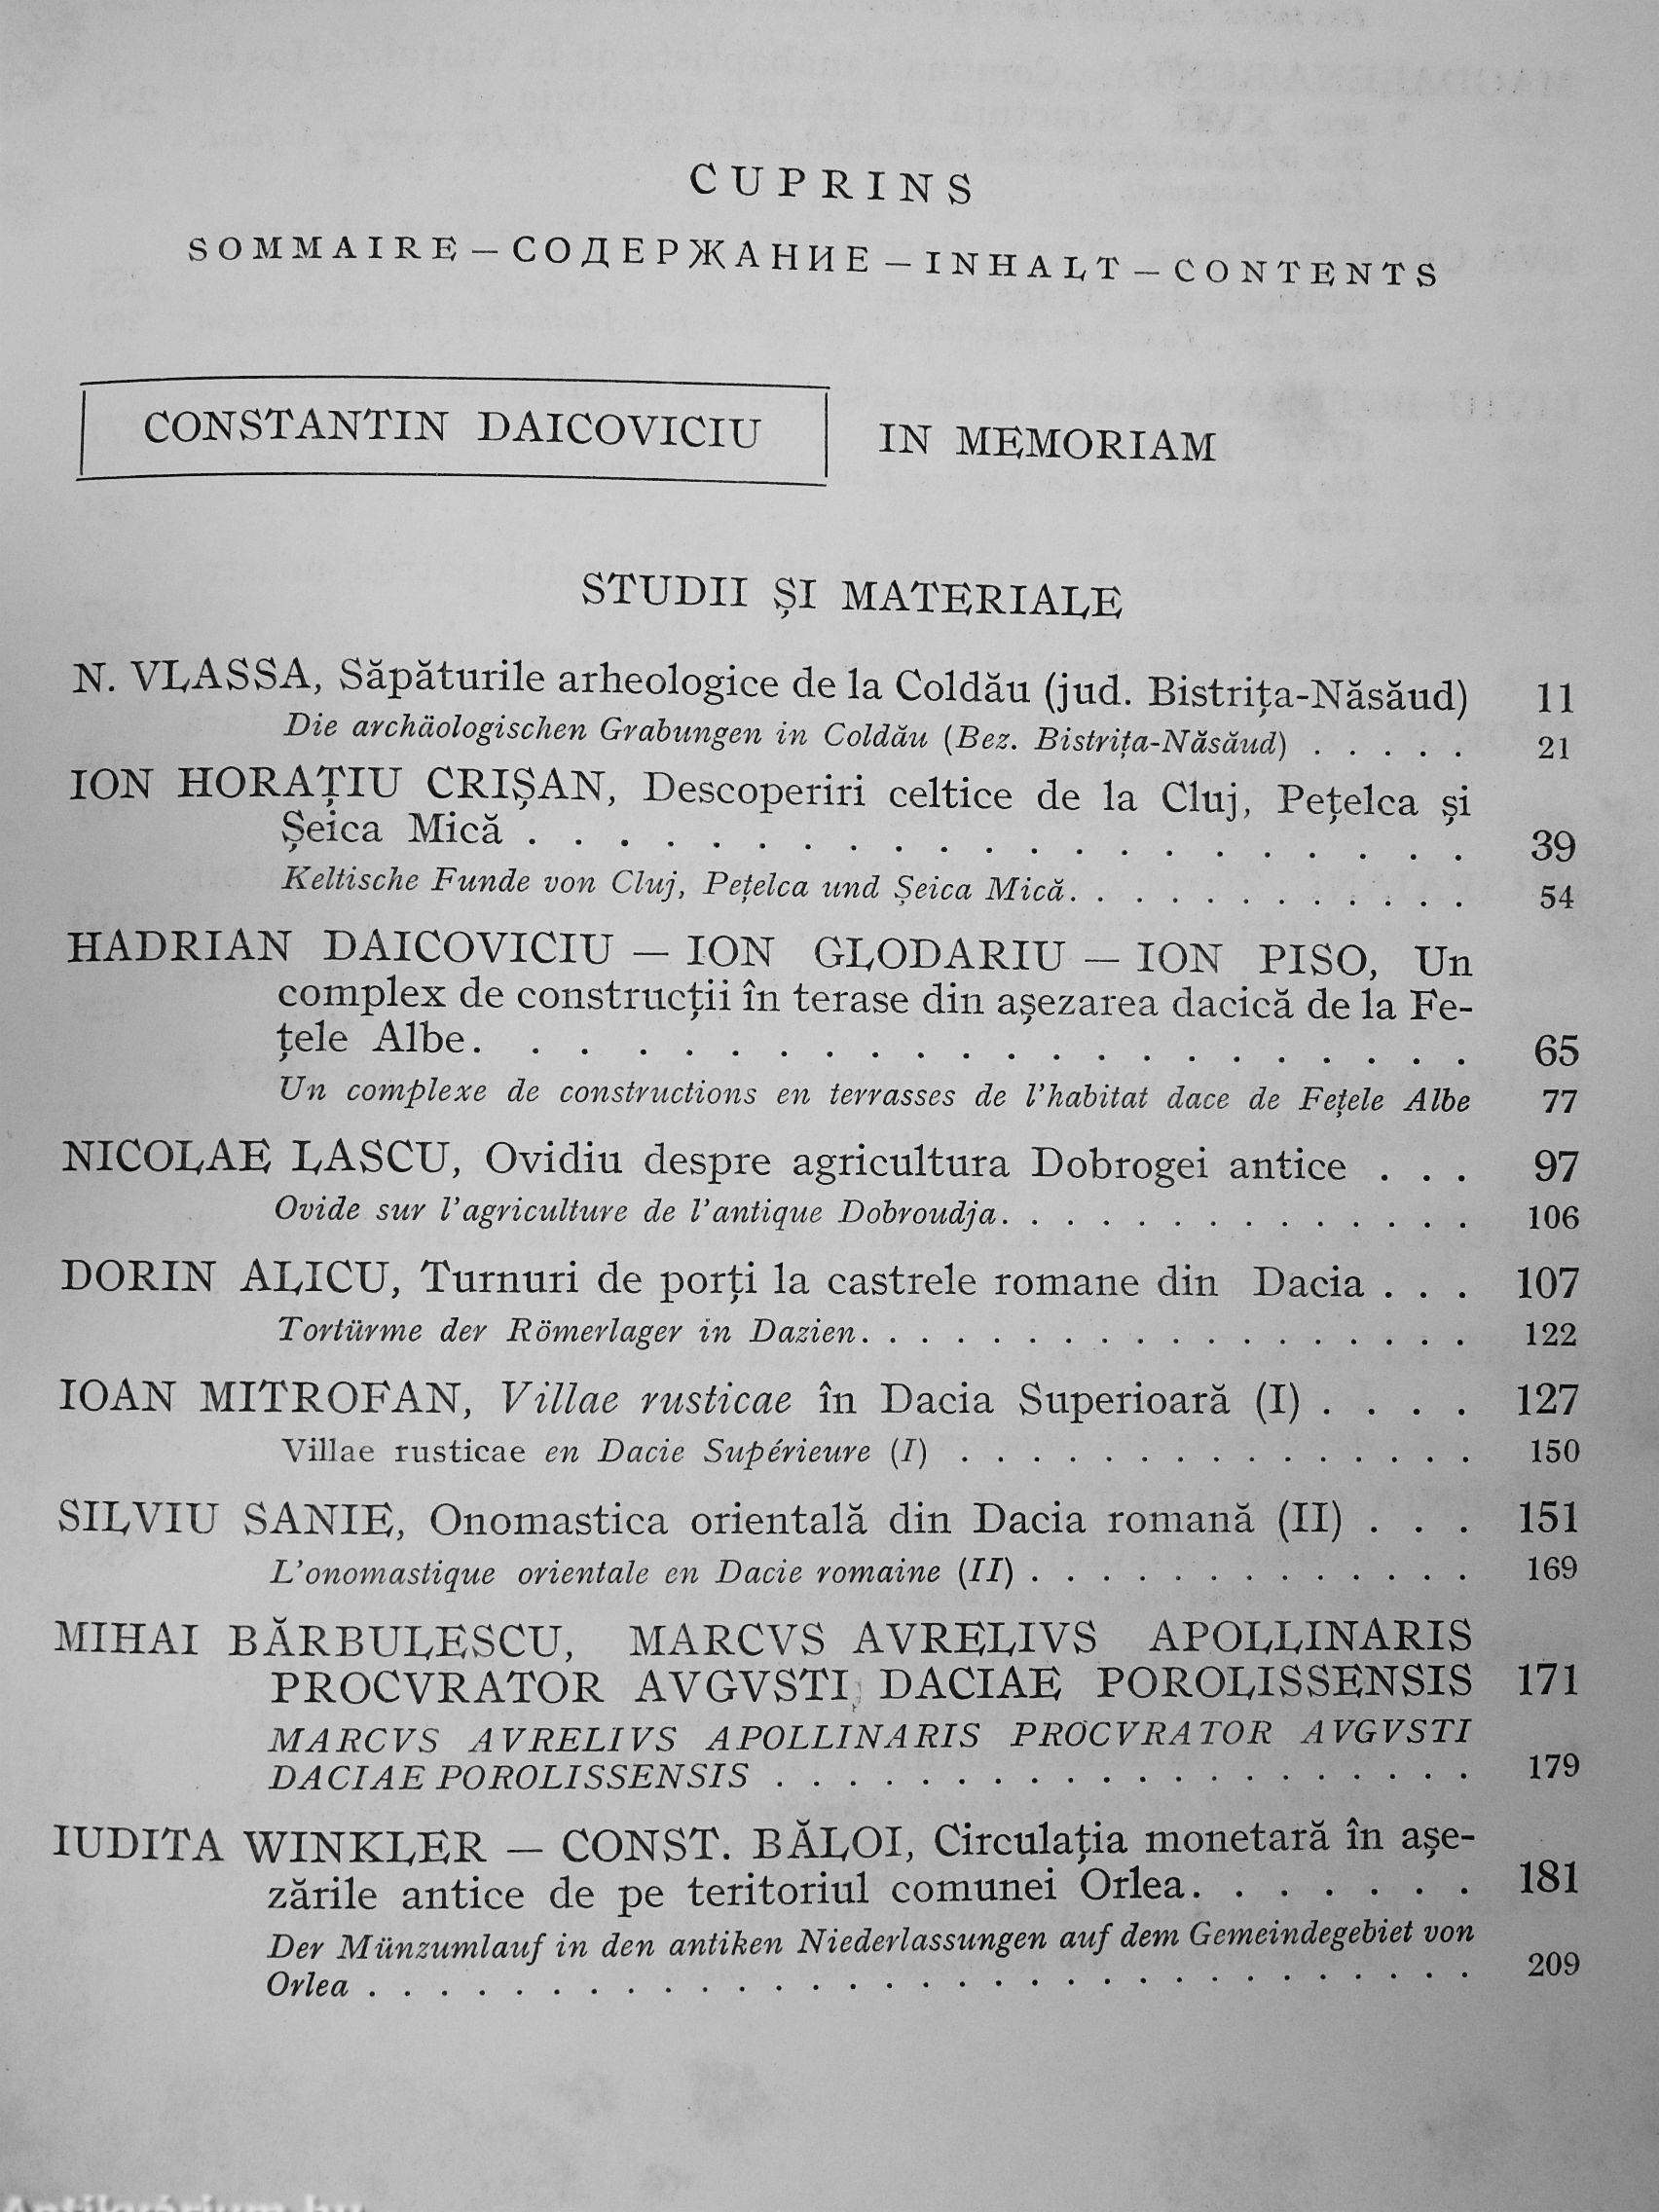 CUPRINS
SOMMAIRE — СОДЕРЖАНИЕ — INHALT — CONTENTS
CONSTANTIN DAICOVICIU IN MEMORIAM
STUDII ȘI MATERIALE
N. VLASSA, Săpăturile arheologice de la Coldău (jud. Bistrița-Năsăud) 11
Die archäologischen Grabungen in Coldău (Bez. Bistrița-Năsăud) . . . . . 21
ION HORAȚIU CRIȘAN, Descoperiri celtice de la Cluj, Pețelca și
Șeica Mică . . . . . . . . . . . . . . . . . . . . . 39
Keltische Funde von Cluj, Pețelca und Șeica Mică. . . . . . . . . . . . 54
HADRIAN DAICOVICIU — ION GLODARIU — ION PISO, Un
complex de construcții în terase din așezarea dacică de la Fe-
țele Albe. . . . . . . . . . . . . . . . . . . . . 65
Un complexe de constructions en terrasses de l'habitat dace de Fețele Albe 77
NICOLAE LASCU, Ovidiu despre agricultura Dobrogei antice . . . 97
Ovide sur l'agriculture de l'antique Dobroudja. . . . . . . . . . . . . . 106
DORIN ALICU, Turnuri de porți la castrele romane din Dacia . . . 107
Tortürme der Römerlager in Dazien. . . . . . . . . . . . . . . . . . 122
IOAN MITROFAN, Villae rusticae în Dacia Superioară (I) . . . . 127
Villae rusticae en Dacie Supérieure (I) . . . . . . . . . . . . . . . 150
SILVIU SANIE, Onomastica orientală din Dacia romană (II) . . . 151
L'onomastique orientale en Dacie romaine (II) . . . . . . . . . . . . . 169
MIHAI BĂRBULESCU, MARCVS AVRELIVS APOLLINARIS
PROCVRATOR AVGVSTI DACIAE POROLISSENSIS 171
MARCVS AVRELIVS APOLLINARIS PROCVRATOR AVGVSTI
DACIAE POROLISSENSIS . . . . . . . . . . . . . . . . . . . . 179
IUDITA WINKLER — CONST. BĂLOI, Circulația monetară în așe-
zările antice de pe teritoriul comunei Orlea. . . . . . . . 181
Der Münzumlauf in den antiken Niederlassungen auf dem Gemeindegebiet von
Orlea . . . . . . . . . . . . . . . . . . . . . . . . . . . . . . 209